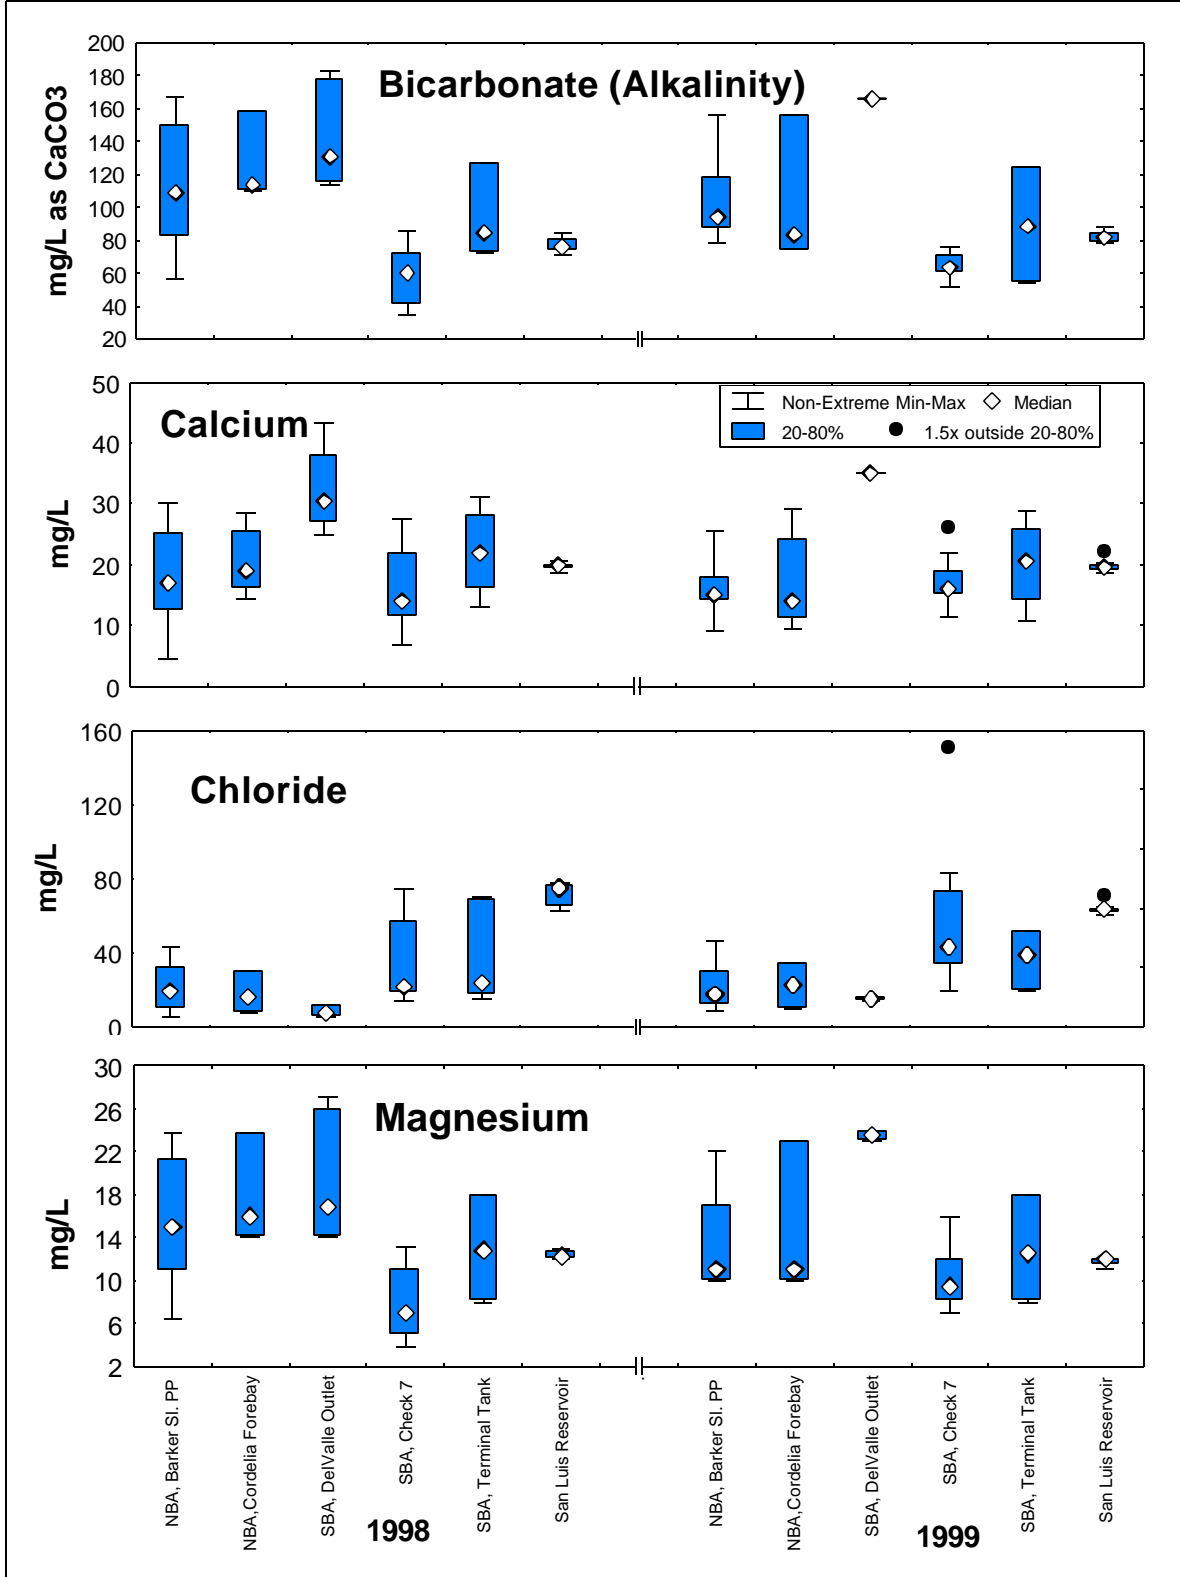 Bicarbonate (Alkalinity)
mg/L as CaCO3
200
180
160
140
120
100
80
60
40
20
Calcium
mg/L
50
40
30
20
10
0
Non-Extreme Min-Max
Median
20-80%
1.5x outside 20-80%
Chloride
mg/L
160
120
80
40
0
Magnesium
mg/L
30
26
22
18
14
10
6
2
NBA, Barker Sl. PP
NBA,Cordelia Forebay
SBA, DelValle Outlet
SBA, Check 7
SBA, Terminal Tank
San Luis Reservoir
NBA, Barker Sl. PP
NBA,Cordelia Forebay
SBA, DelValle Outlet
SBA, Check 7
SBA, Terminal Tank
San Luis Reservoir
1998
1999